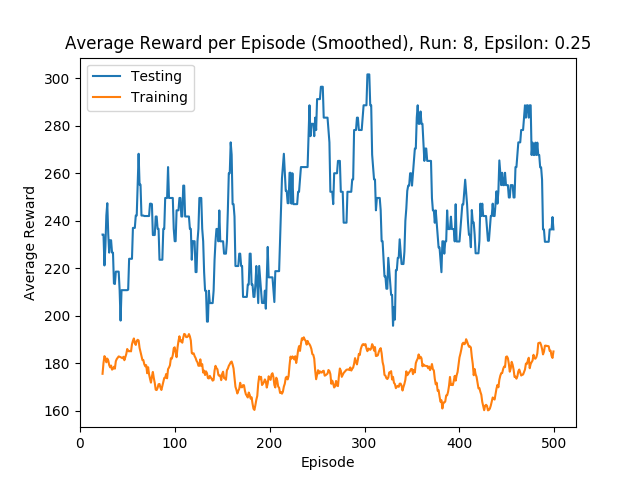 Average Reward per Episode (Smoothed), Run: 8, Epsilon: 0.25
Testing
Training
Average Reward
300
280
260
240
220
200
180
160
0 100 200 300 400 500
Episode